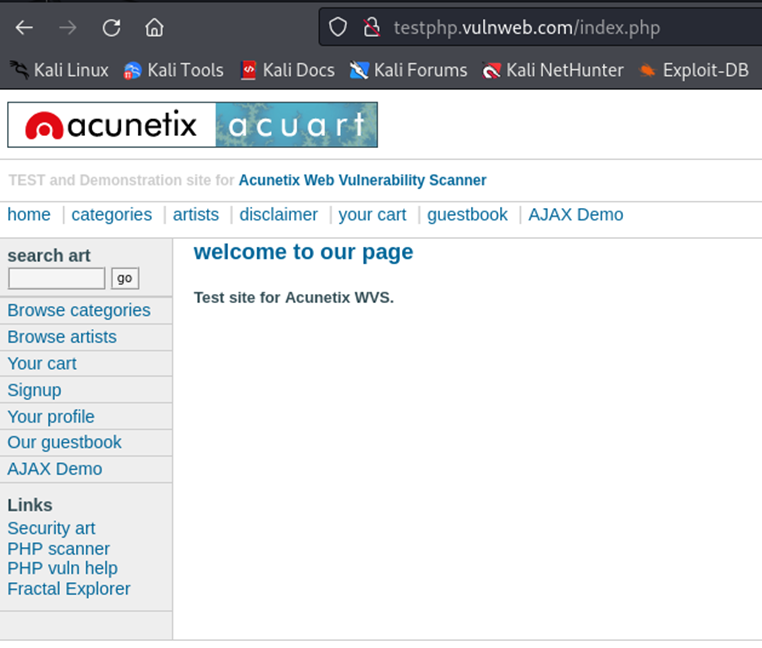 testphp.vulnweb.com/index.php
Kali Linux Kali Tools Kali Docs Kali Forums Kali NetHunter Exploit-DB
acunetix acuart
TEST and Demonstration site for Acunetix Web Vulnerability Scanner
home | categories | artists | disclaimer | your cart | guestbook | AJAX Demo
search art
go
Browse categories
Browse artists
Your cart
Signup
Your profile
Our guestbook
AJAX Demo
Links
Security art
PHP scanner
PHP vuln help
Fractal Explorer
welcome to our page
Test site for Acunetix WVS.